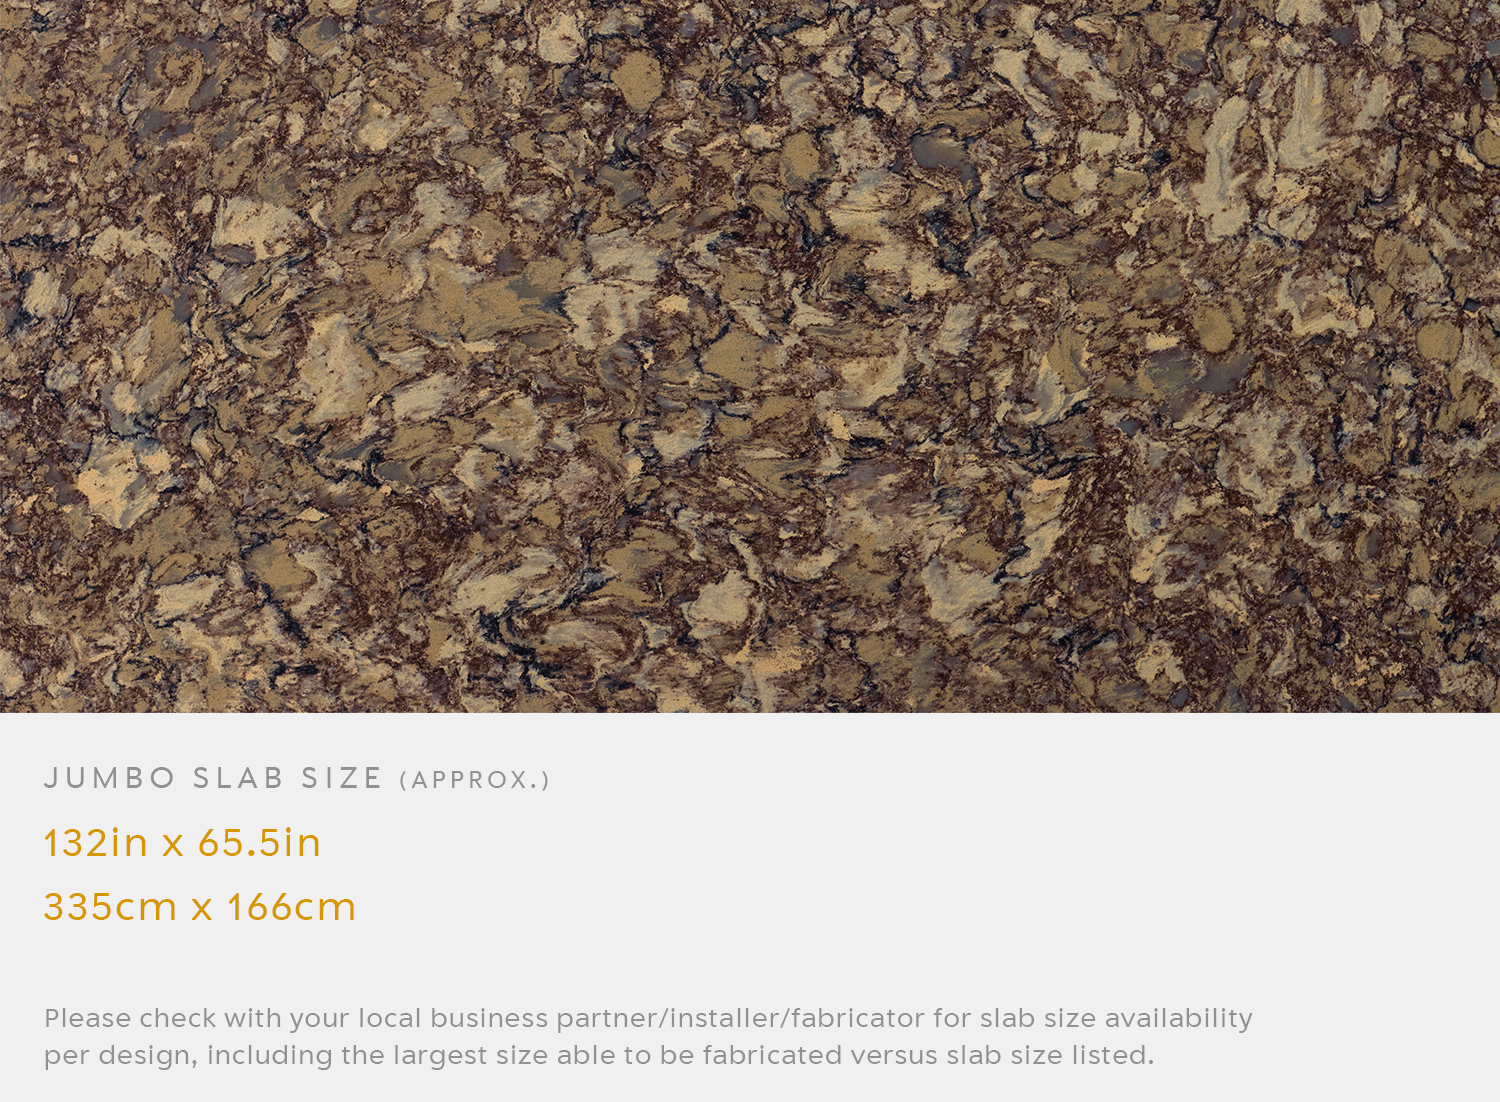 JUMBO SLAB SIZE (APPROX.)
132in x 65.5in
335cm x 166cm
Please check with your local business partner/installer/fabricator for slab size availability
per design, including the largest size able to be fabricated versus slab size listed.